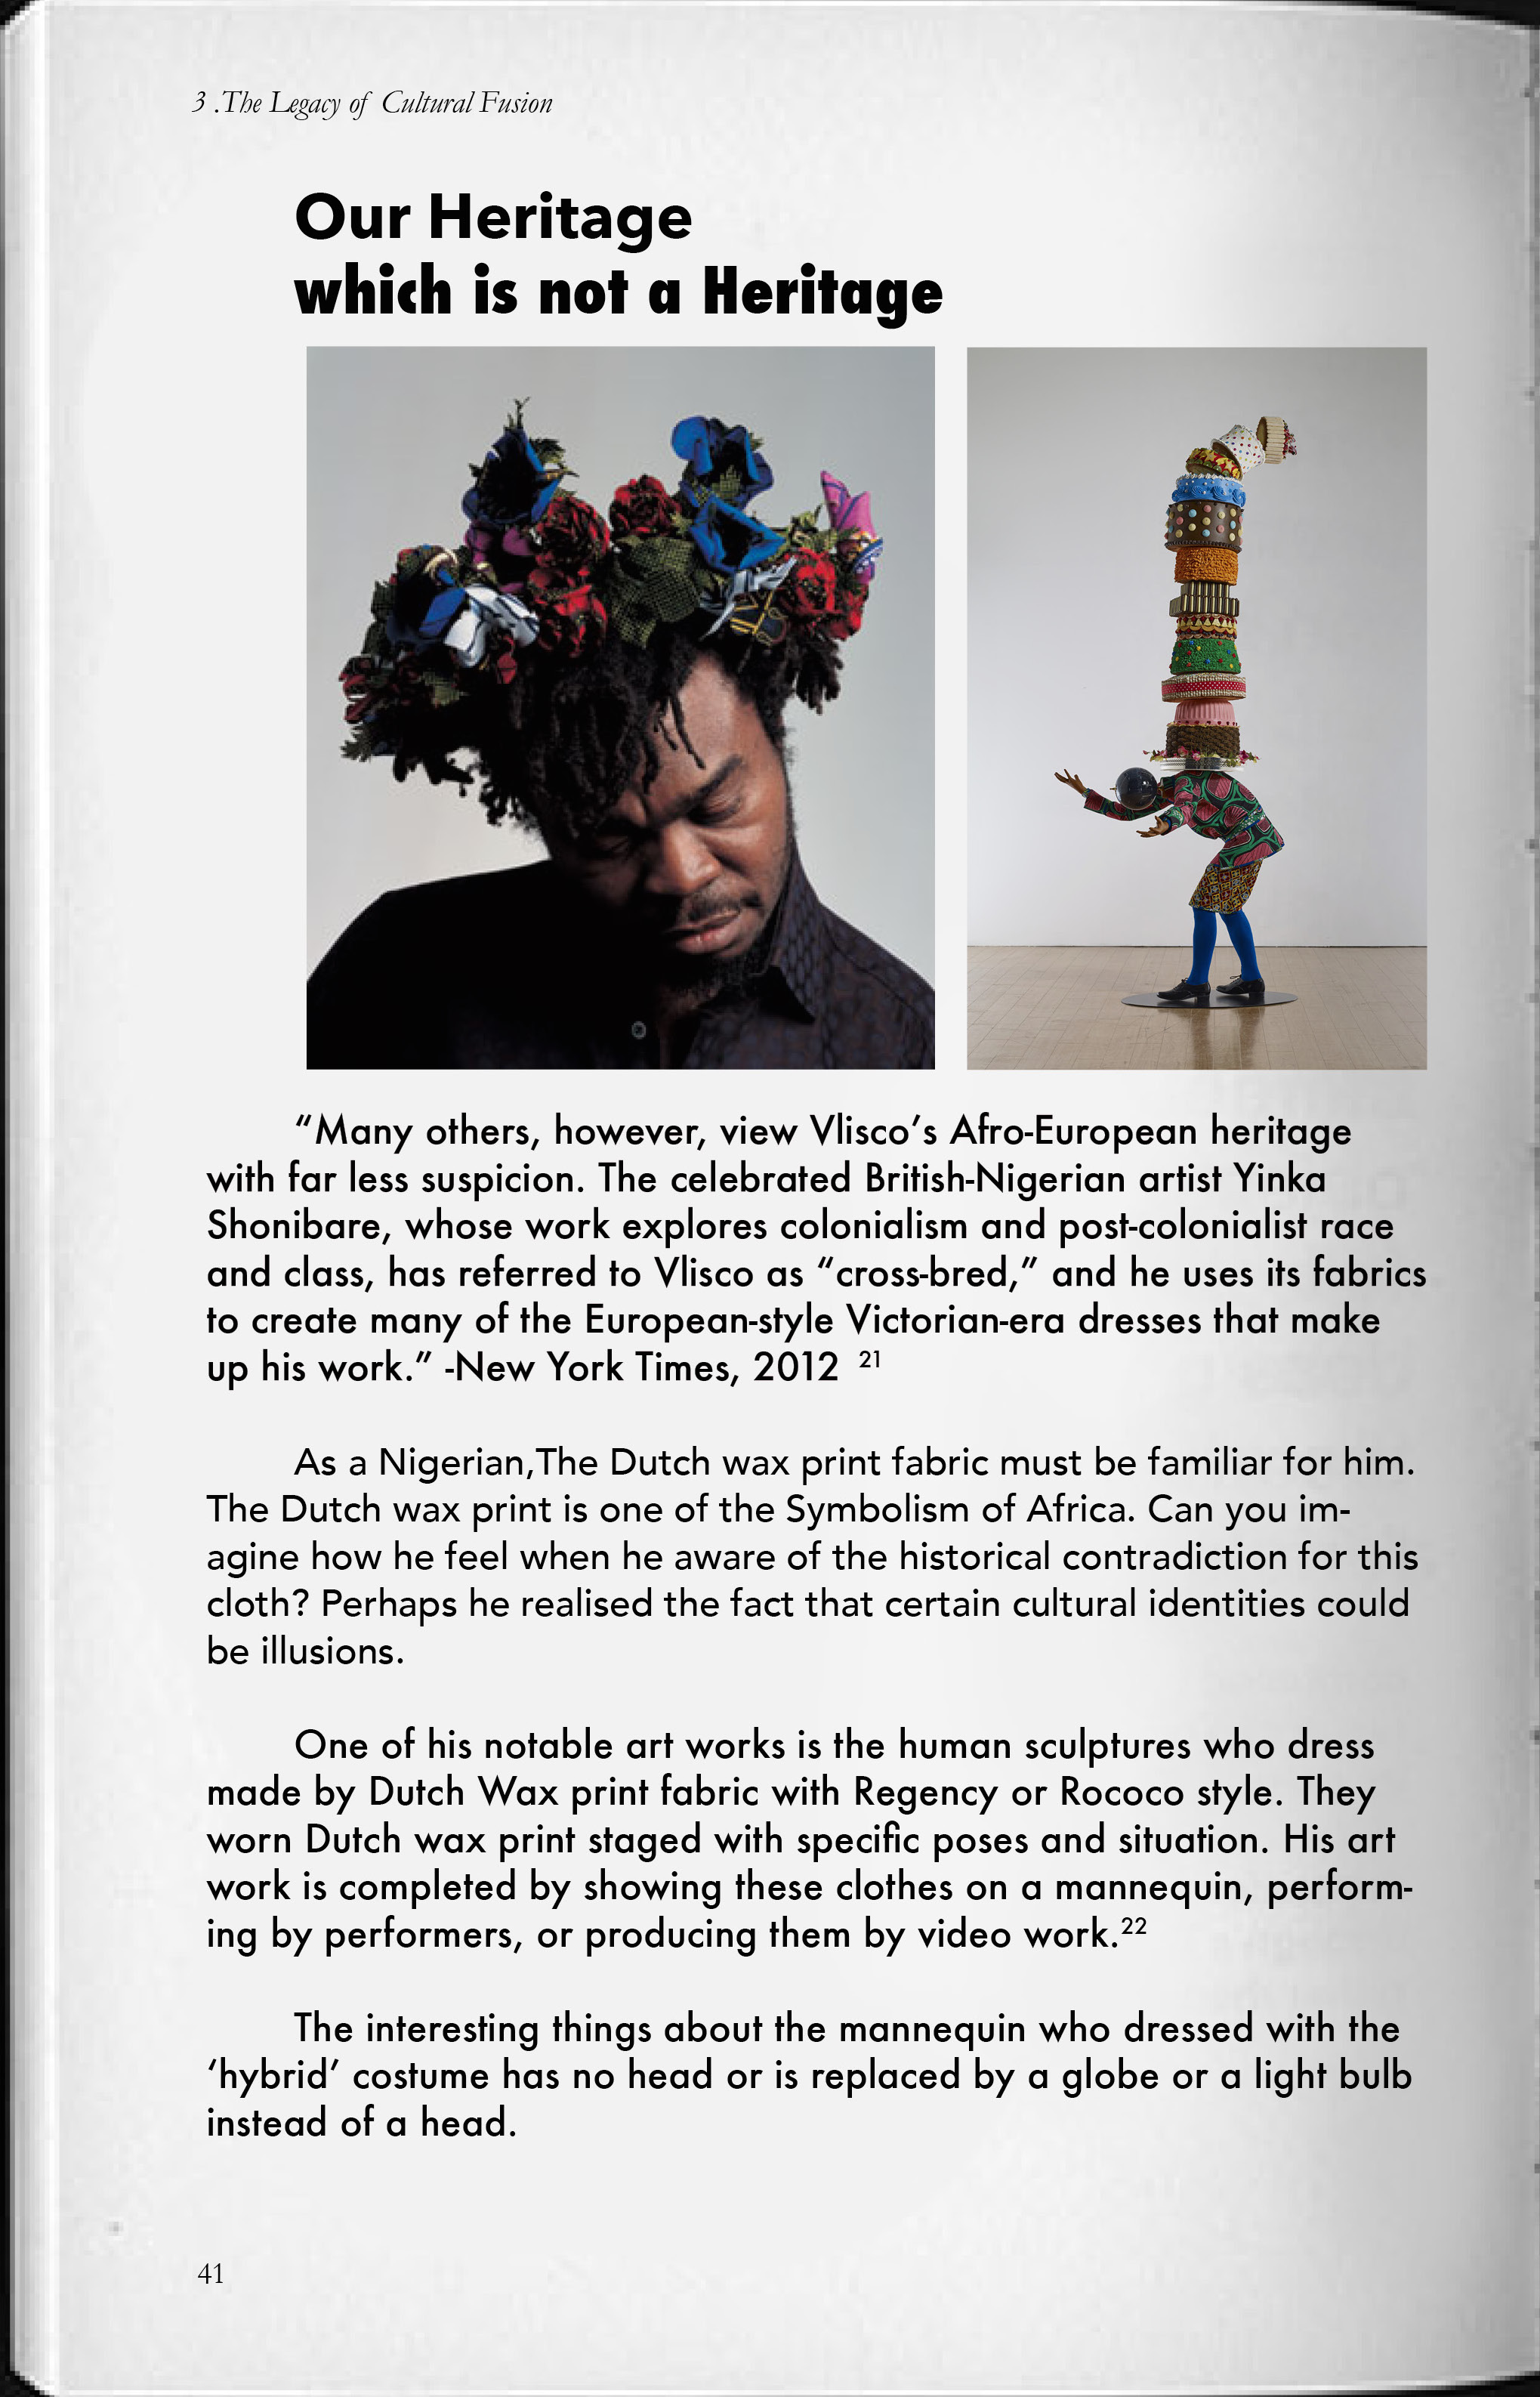 3 .The Legacy of Cultural Fusion
Our Heritage
which is not a Heritage
“Many others, however, view Vlisco’s Afro-European heritage
with far less suspicion. The celebrated British-Nigerian artist Yinka
Shonibare, whose work explores colonialism and post-colonialist race
and class, has referred to Vlisco as “cross-bred,” and he uses its fabrics
to create many of the European-style Victorian-era dresses that make
up his work.” -New York Times, 2012 21
As a Nigerian,The Dutch wax print fabric must be familiar for him.
The Dutch wax print is one of the Symbolism of Africa. Can you im-
agine how he feel when he aware of the historical contradiction for this
cloth? Perhaps he realised the fact that certain cultural identities could
be illusions.
One of his notable art works is the human sculptures who dress
made by Dutch Wax print fabric with Regency or Rococo style. They
worn Dutch wax print staged with specific poses and situation. His art
work is completed by showing these clothes on a mannequin, perform-
ing by performers, or producing them by video work.22
The interesting things about the mannequin who dressed with the
‘hybrid’ costume has no head or is replaced by a globe or a light bulb
instead of a head.
41